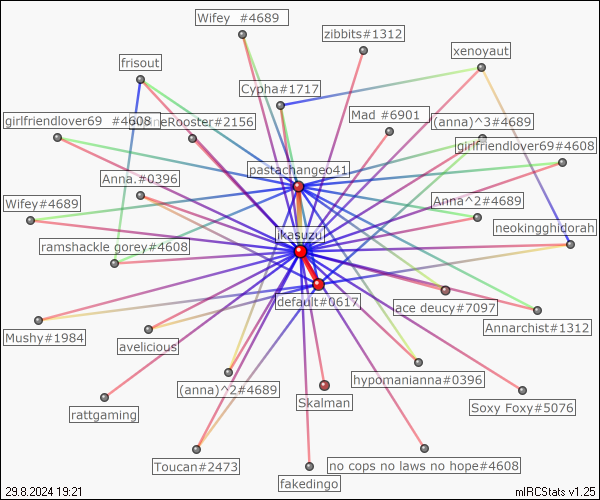 Wifey #4689
zibbits#1312
xenoyaut
frisout
Cypha#1717
girlfriendlover69 #4608
Rooster#2156
Mad #6901
(anna)^3#4689
girlfriendlover69#4608
pastachangeo41
Anna.#0396
Wifey#4689
Anna^2#4689
neokingghidorah
jkasuzu
ramshackle gorey#4608
default#0617
ace deucy#7097
Annarchist#1312
Mushy#1984
avelicious
hypomanianna#0396
(anna)^2#4689
Skalman
Soxy Foxy#5076
rattgaming
Toucan#2473
no cops no laws no hope#4608
fakedingo
29.8.2024 19:21
mIRCStats v1.25